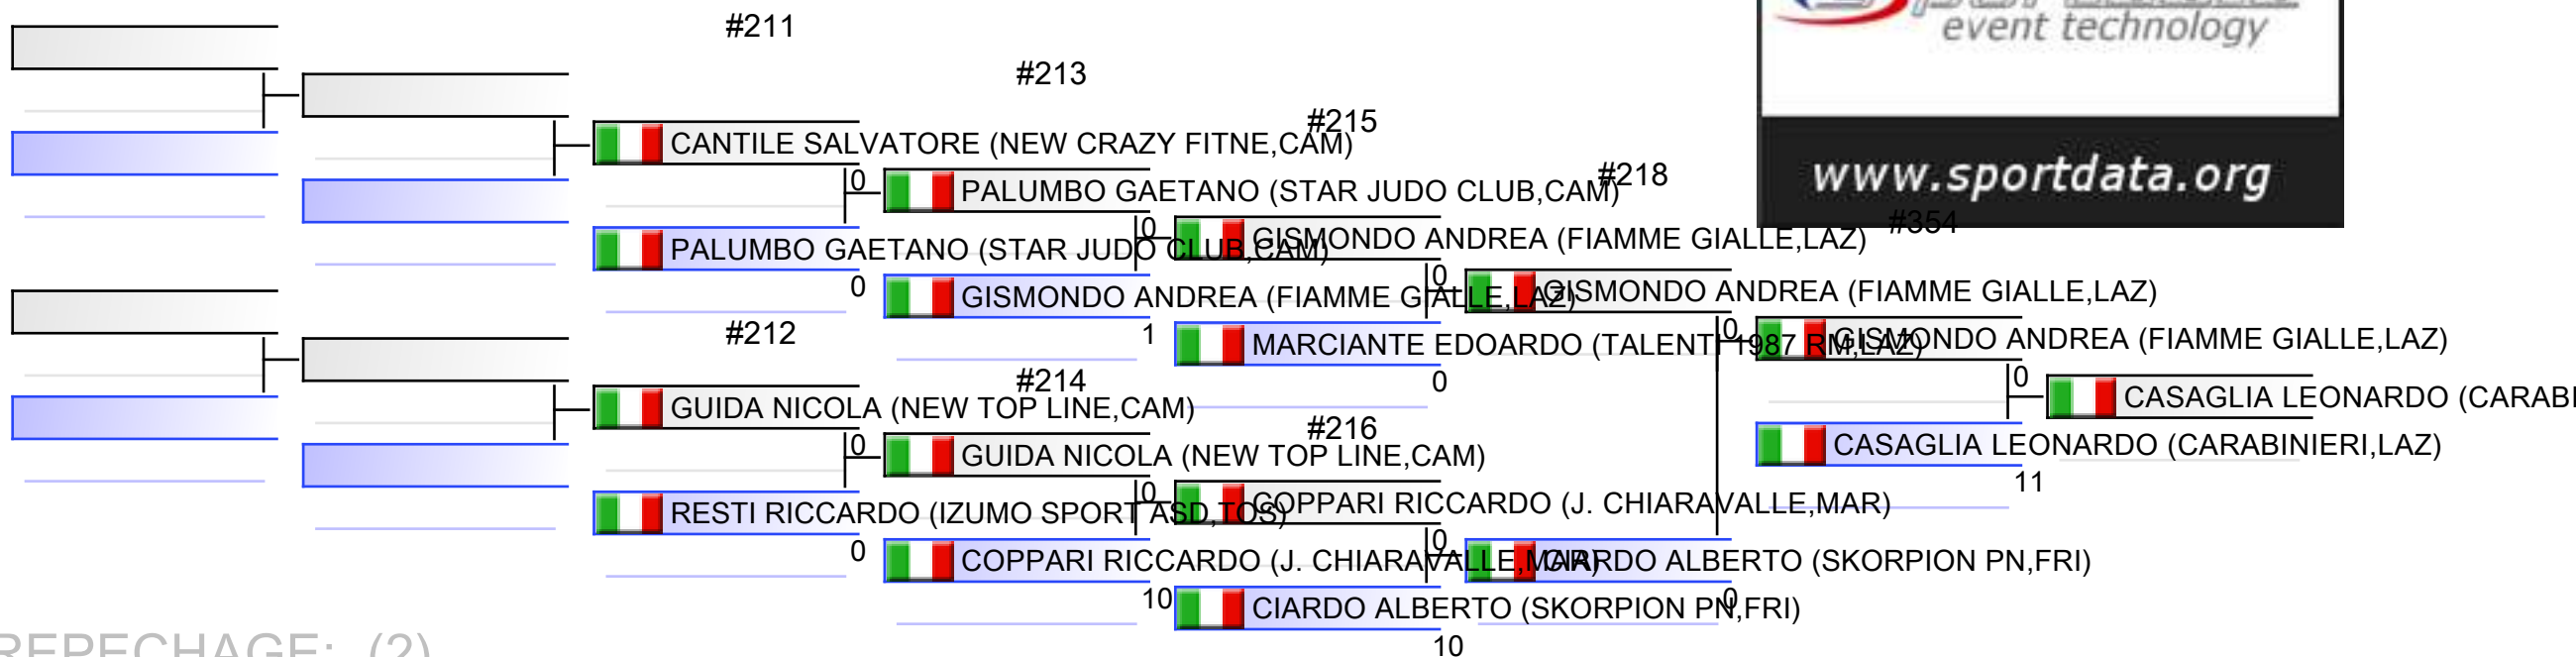 event technology
#211
#213
#215
CANTILE SALVATORE (NEW CRAZY FITNE,CAM)
www.sportdata.org
#218
0
PALUMBO GAETANO (STAR JUDO CLUB,CAM)
#354
0
GISMONDO ANDREA (FIAMME GIALLE,LAZ)
PALUMBO GAETANO (STAR JUDO CLUB,CAM)
0
0
GISMONDO ANDREA (FIAMME GIALLE,LAZ)
GISMONDO ANDREA (FIAMME GIALLE,LAZ)
#212
1
0
MARCIANTE EDOARDO (TALENTI 1987 RM,LAZ)
GISMONDO ANDREA (FIAMME GIALLE,LAZ)
#214
0
0
CASAGLIA LEONARDO (CARABI
GUIDA NICOLA (NEW TOP LINE,CAM)
#216
0
GUIDA NICOLA (NEW TOP LINE,CAM)
CASAGLIA LEONARDO (CARABINIERI,LAZ)
11
0
COPPARI RICCARDO (J. CHIARAVALLE,MAR)
RESTI RICCARDO (IZUMO SPORT ASD,TOS)
0
0
COPPARI RICCARDO (J. CHIARAVALLE,MAR)
CIARDO ALBERTO (SKORPION PN,FRI)
10
0
CIARDO ALBERTO (SKORPION PN,FRI)
10
REPECHAGE: (2)